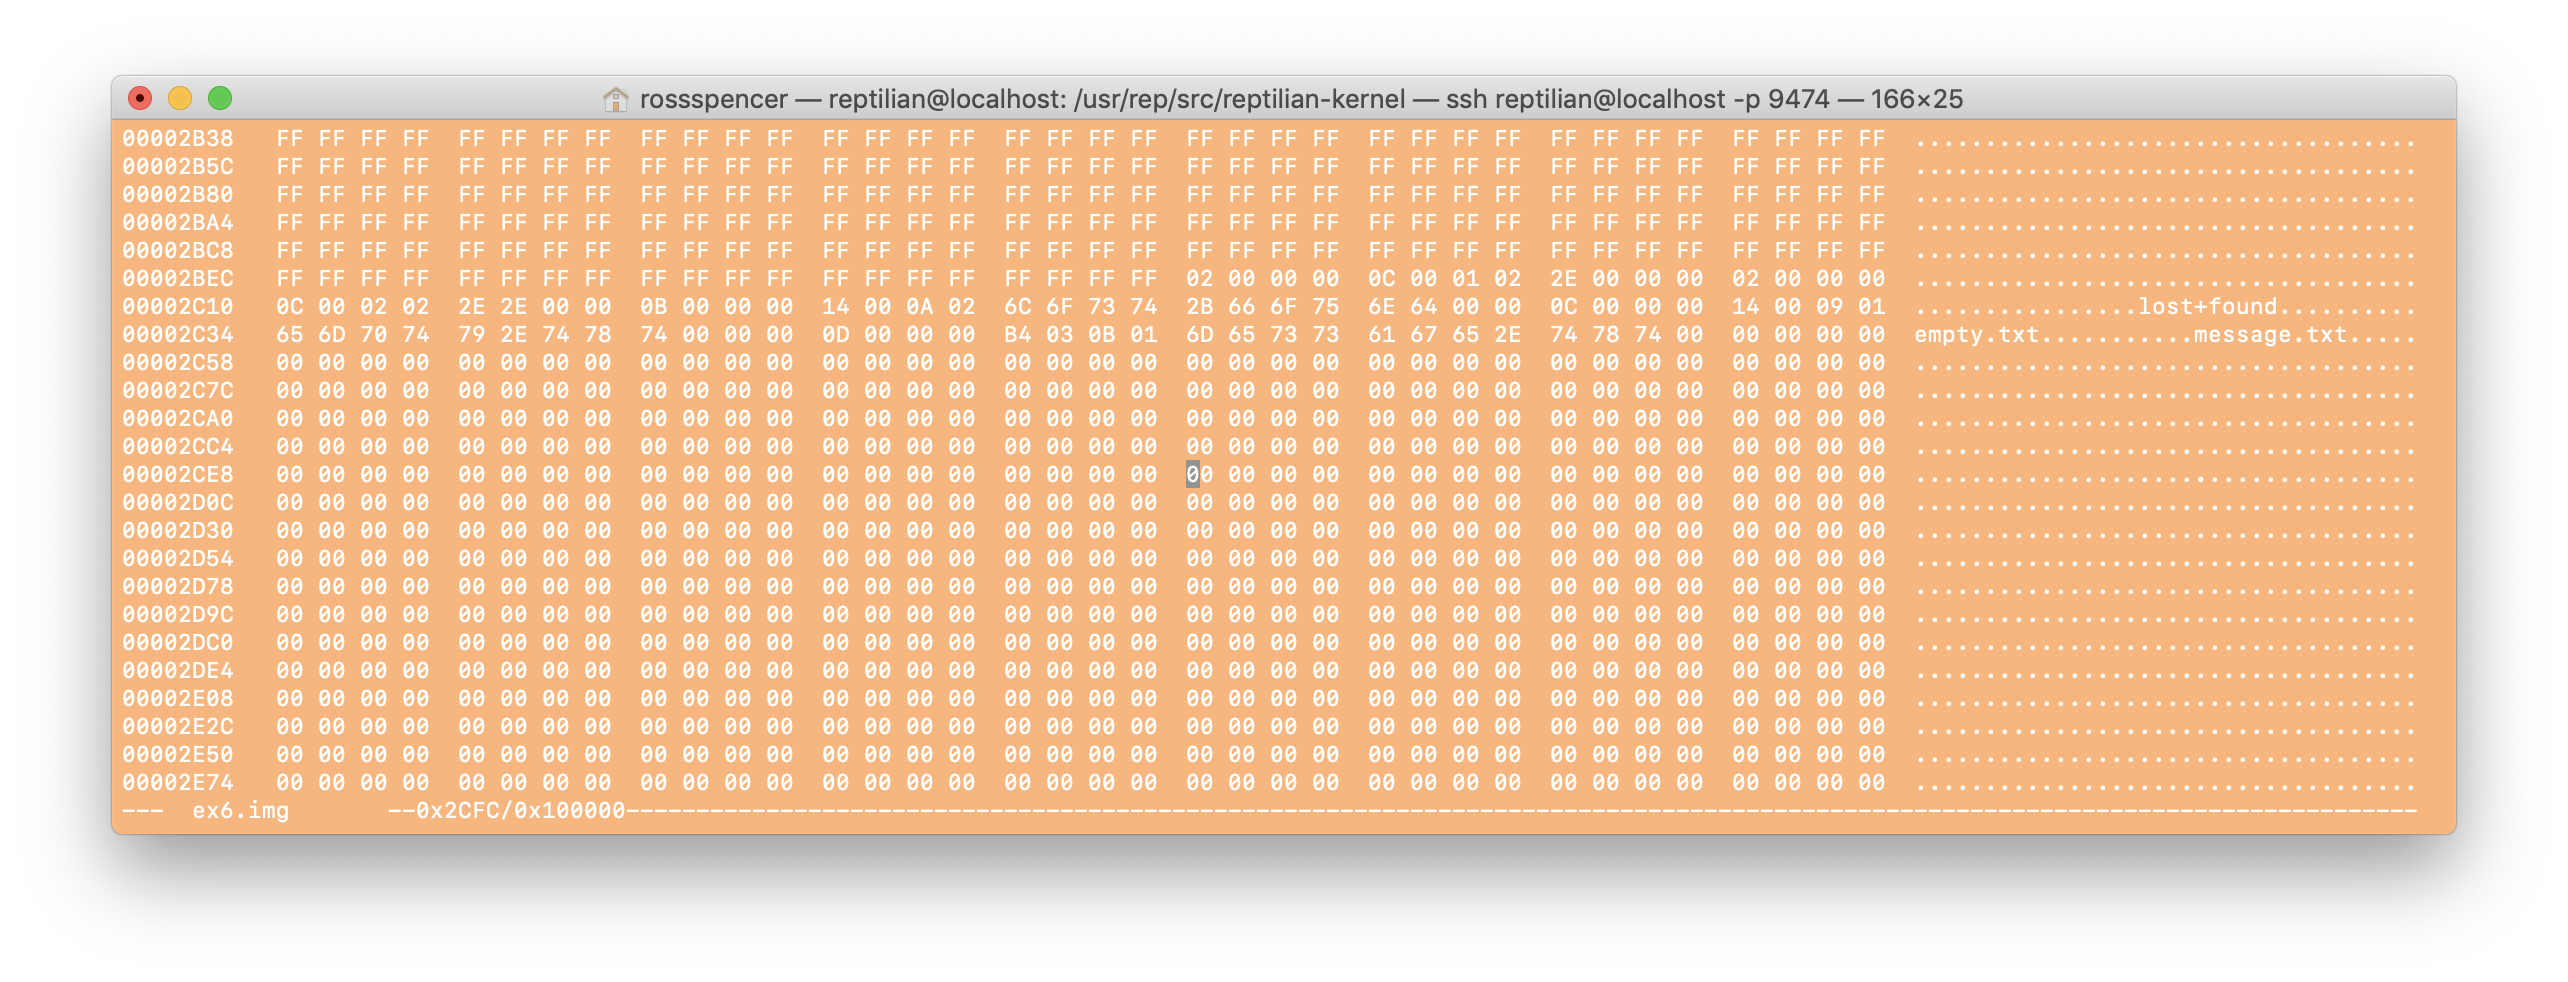 rossspencer — reptilian@localhost: /usr/rep/src/reptilian-kernel — ssh reptilian@localhost -p 9474 — 166×25
00002B38   FF FF FF FF  FF FF FF FF  FF FF FF FF  FF FF FF FF  FF FF FF FF  FF FF FF FF  FF FF FF FF  FF FF FF FF  FF FF FF FF  ....................................
00002B5C   FF FF FF FF  FF FF FF FF  FF FF FF FF  FF FF FF FF  FF FF FF FF  FF FF FF FF  FF FF FF FF  FF FF FF FF  FF FF FF FF  ....................................
00002B80   FF FF FF FF  FF FF FF FF  FF FF FF FF  FF FF FF FF  FF FF FF FF  FF FF FF FF  FF FF FF FF  FF FF FF FF  FF FF FF FF  ....................................
00002BA4   FF FF FF FF  FF FF FF FF  FF FF FF FF  FF FF FF FF  FF FF FF FF  FF FF FF FF  FF FF FF FF  FF FF FF FF  FF FF FF FF  ....................................
00002BC8   FF FF FF FF  FF FF FF FF  FF FF FF FF  FF FF FF FF  FF FF FF FF  FF FF FF FF  FF FF FF FF  FF FF FF FF  FF FF FF FF  ....................................
00002BEC   FF FF FF FF  FF FF FF FF  FF FF FF FF  FF FF FF FF  FF FF FF FF  02 00 00 00  0C 00 01 02  2E 00 00 00  02 00 00 00  ....................................
00002C10   0C 00 02 02  2E 2E 00 00  0B 00 00 00  14 00 0A 02  6C 6F 73 74  2B 66 6F 75  6E 64 00 00  0C 00 00 00  14 00 09 01  ................lost+found..........
00002C34   65 6D 70 74  79 2E 74 78  74 00 00 00  0D 00 00 00  B4 03 0B 01  6D 65 73 73  61 67 65 2E  74 78 74 00  00 00 00 00  empty.txt...........message.txt.....
00002C58   00 00 00 00  00 00 00 00  00 00 00 00  00 00 00 00  00 00 00 00  00 00 00 00  00 00 00 00  00 00 00 00  00 00 00 00  ....................................
00002C7C   00 00 00 00  00 00 00 00  00 00 00 00  00 00 00 00  00 00 00 00  00 00 00 00  00 00 00 00  00 00 00 00  00 00 00 00  ....................................
00002CA0   00 00 00 00  00 00 00 00  00 00 00 00  00 00 00 00  00 00 00 00  00 00 00 00  00 00 00 00  00 00 00 00  00 00 00 00  ....................................
00002CC4   00 00 00 00  00 00 00 00  00 00 00 00  00 00 00 00  00 00 00 00  00 00 00 00  00 00 00 00  00 00 00 00  00 00 00 00  ....................................
00002CE8   00 00 00 00  00 00 00 00  00 00 00 00  00 00 00 00  00 00 00 00  00 00 00 00  00 00 00 00  00 00 00 00  00 00 00 00  ....................................
00002D0C   00 00 00 00  00 00 00 00  00 00 00 00  00 00 00 00  00 00 00 00  00 00 00 00  00 00 00 00  00 00 00 00  00 00 00 00  ....................................
00002D30   00 00 00 00  00 00 00 00  00 00 00 00  00 00 00 00  00 00 00 00  00 00 00 00  00 00 00 00  00 00 00 00  00 00 00 00  ....................................
00002D54   00 00 00 00  00 00 00 00  00 00 00 00  00 00 00 00  00 00 00 00  00 00 00 00  00 00 00 00  00 00 00 00  00 00 00 00  ....................................
00002D78   00 00 00 00  00 00 00 00  00 00 00 00  00 00 00 00  00 00 00 00  00 00 00 00  00 00 00 00  00 00 00 00  00 00 00 00  ....................................
00002D9C   00 00 00 00  00 00 00 00  00 00 00 00  00 00 00 00  00 00 00 00  00 00 00 00  00 00 00 00  00 00 00 00  00 00 00 00  ....................................
00002DC0   00 00 00 00  00 00 00 00  00 00 00 00  00 00 00 00  00 00 00 00  00 00 00 00  00 00 00 00  00 00 00 00  00 00 00 00  ....................................
00002DE4   00 00 00 00  00 00 00 00  00 00 00 00  00 00 00 00  00 00 00 00  00 00 00 00  00 00 00 00  00 00 00 00  00 00 00 00  ....................................
00002E08   00 00 00 00  00 00 00 00  00 00 00 00  00 00 00 00  00 00 00 00  00 00 00 00  00 00 00 00  00 00 00 00  00 00 00 00  ....................................
00002E2C   00 00 00 00  00 00 00 00  00 00 00 00  00 00 00 00  00 00 00 00  00 00 00 00  00 00 00 00  00 00 00 00  00 00 00 00  ....................................
00002E50   00 00 00 00  00 00 00 00  00 00 00 00  00 00 00 00  00 00 00 00  00 00 00 00  00 00 00 00  00 00 00 00  00 00 00 00  ....................................
00002E74   00 00 00 00  00 00 00 00  00 00 00 00  00 00 00 00  00 00 00 00  00 00 00 00  00 00 00 00  00 00 00 00  00 00 00 00  ....................................
---  ex6.img       --0x2CFC/0x100000--------------------------------------------------------------------------------------------------------------------------------